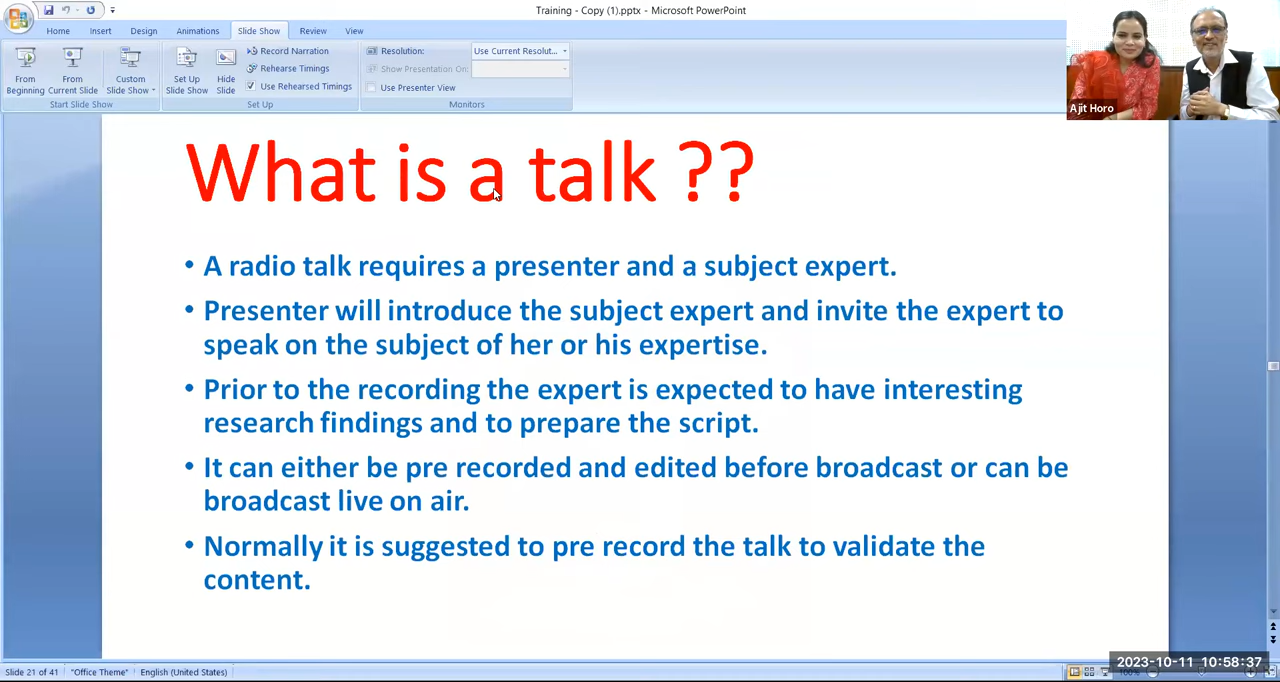 Training - Copy (1).pptx - Microsoft PowerPoint
Home Insert Design Animations Slide Show Review View
From Beginning
From Current Slide
Custom Slide Show
Start Slide Show
Set Up Slide Show
Hide Slide
Record Narration
Rehearse Timings
Use Rehearsed Timings
Set Up
Resolution: Use Current Resolut...
Show Presentation On:
Use Presenter View
Monitors
Ajit Horo
What is a talk ??
• A radio talk requires a presenter and a subject expert.
• Presenter will introduce the subject expert and invite the expert to
speak on the subject of her or his expertise.
• Prior to the recording the expert is expected to have interesting
research findings and to prepare the script.
• It can either be pre recorded and edited before broadcast or can be
broadcast live on air.
• Normally it is suggested to pre record the talk to validate the
content.
Slide 21 of 41 "Office Theme" English (United States)
2023-10-11 10:58:37
100%